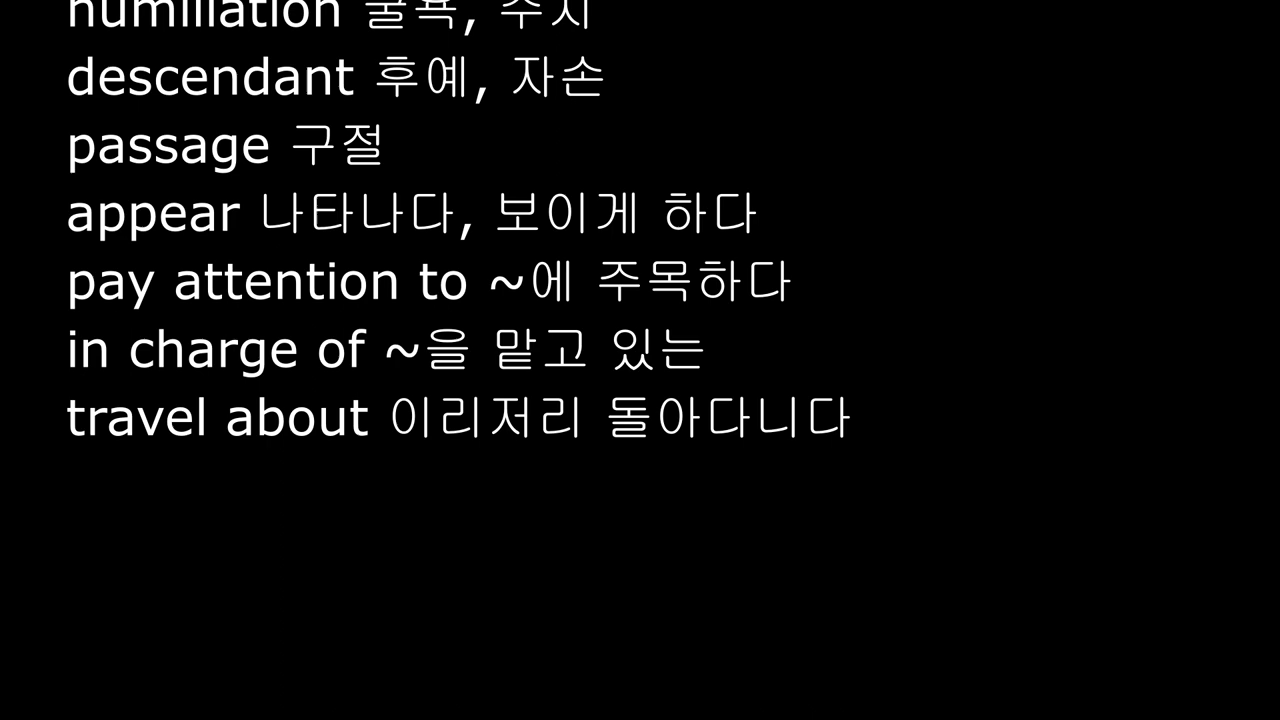 humiliation 굴욕, 수치
descendant 후예, 자손
passage 구절
appear 나타나다, 보이게 하다
pay attention to ~에 주목하다
in charge of ~을 맡고 있는
travel about 이리저리 돌아다니다